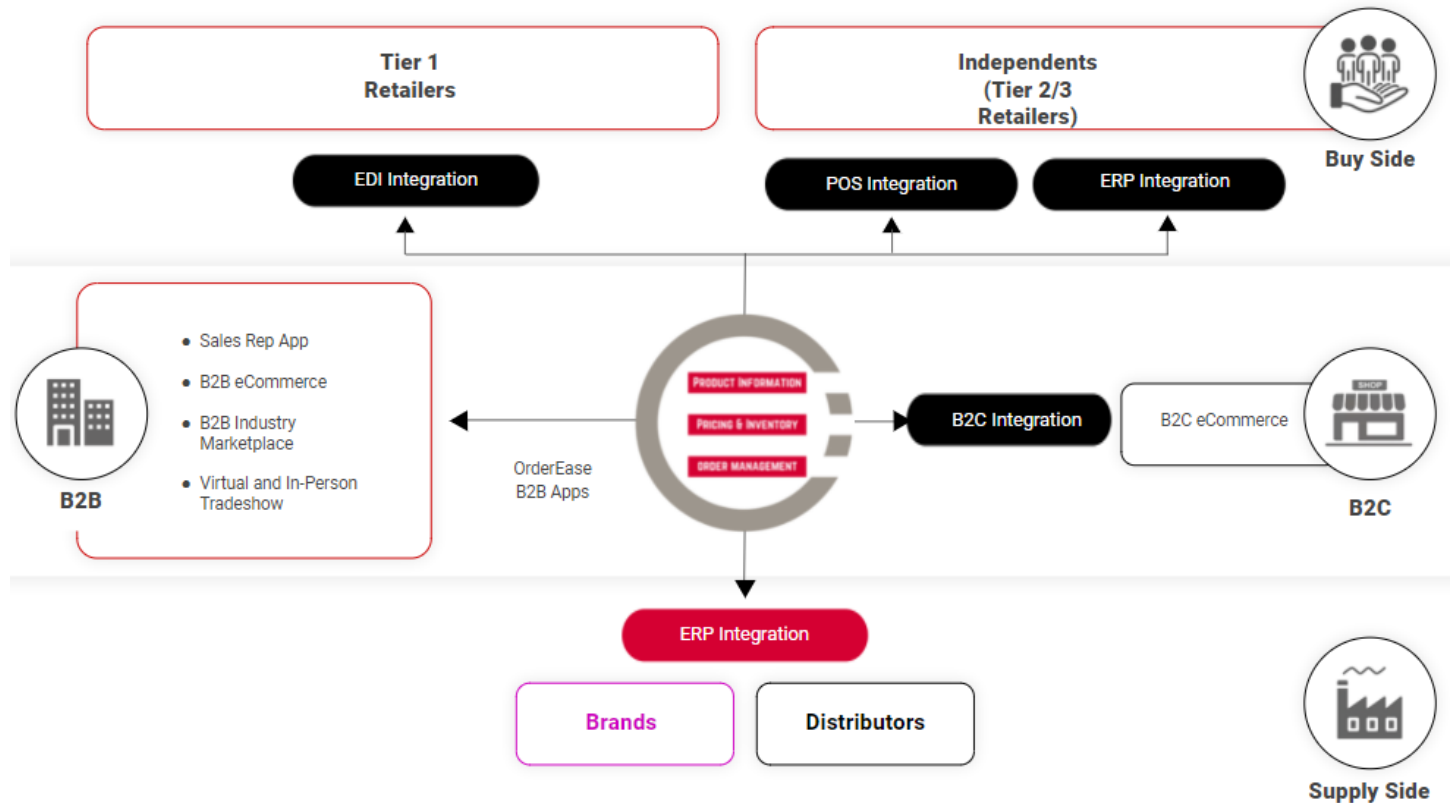 Tier 1
Retailers
Independents
(Tier 2/3
Retailers)
Buy Side
EDI Integration
POS Integration
ERP Integration
● Sales Rep App
● B2B eCommerce
● B2B Industry
Marketplace
● Virtual and In-Person
Tradeshow
B2B
OrderEase
B2B Apps
PRODUCT INFORMATION
PRICING & INVENTORY
ORDER MANAGEMENT
B2C Integration
B2C eCommerce
SHOP
B2C
ERP Integration
Brands
Distributors
Supply Side